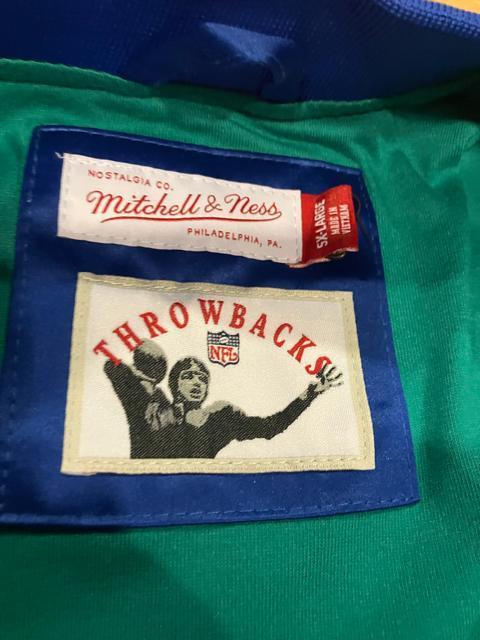 NOSTALGIA CO.
Mitchell & Ness
PHILADELPHIA, PA.
5X-LARGE
MADE IN
VIETNAM
THROWBACKS
NFL